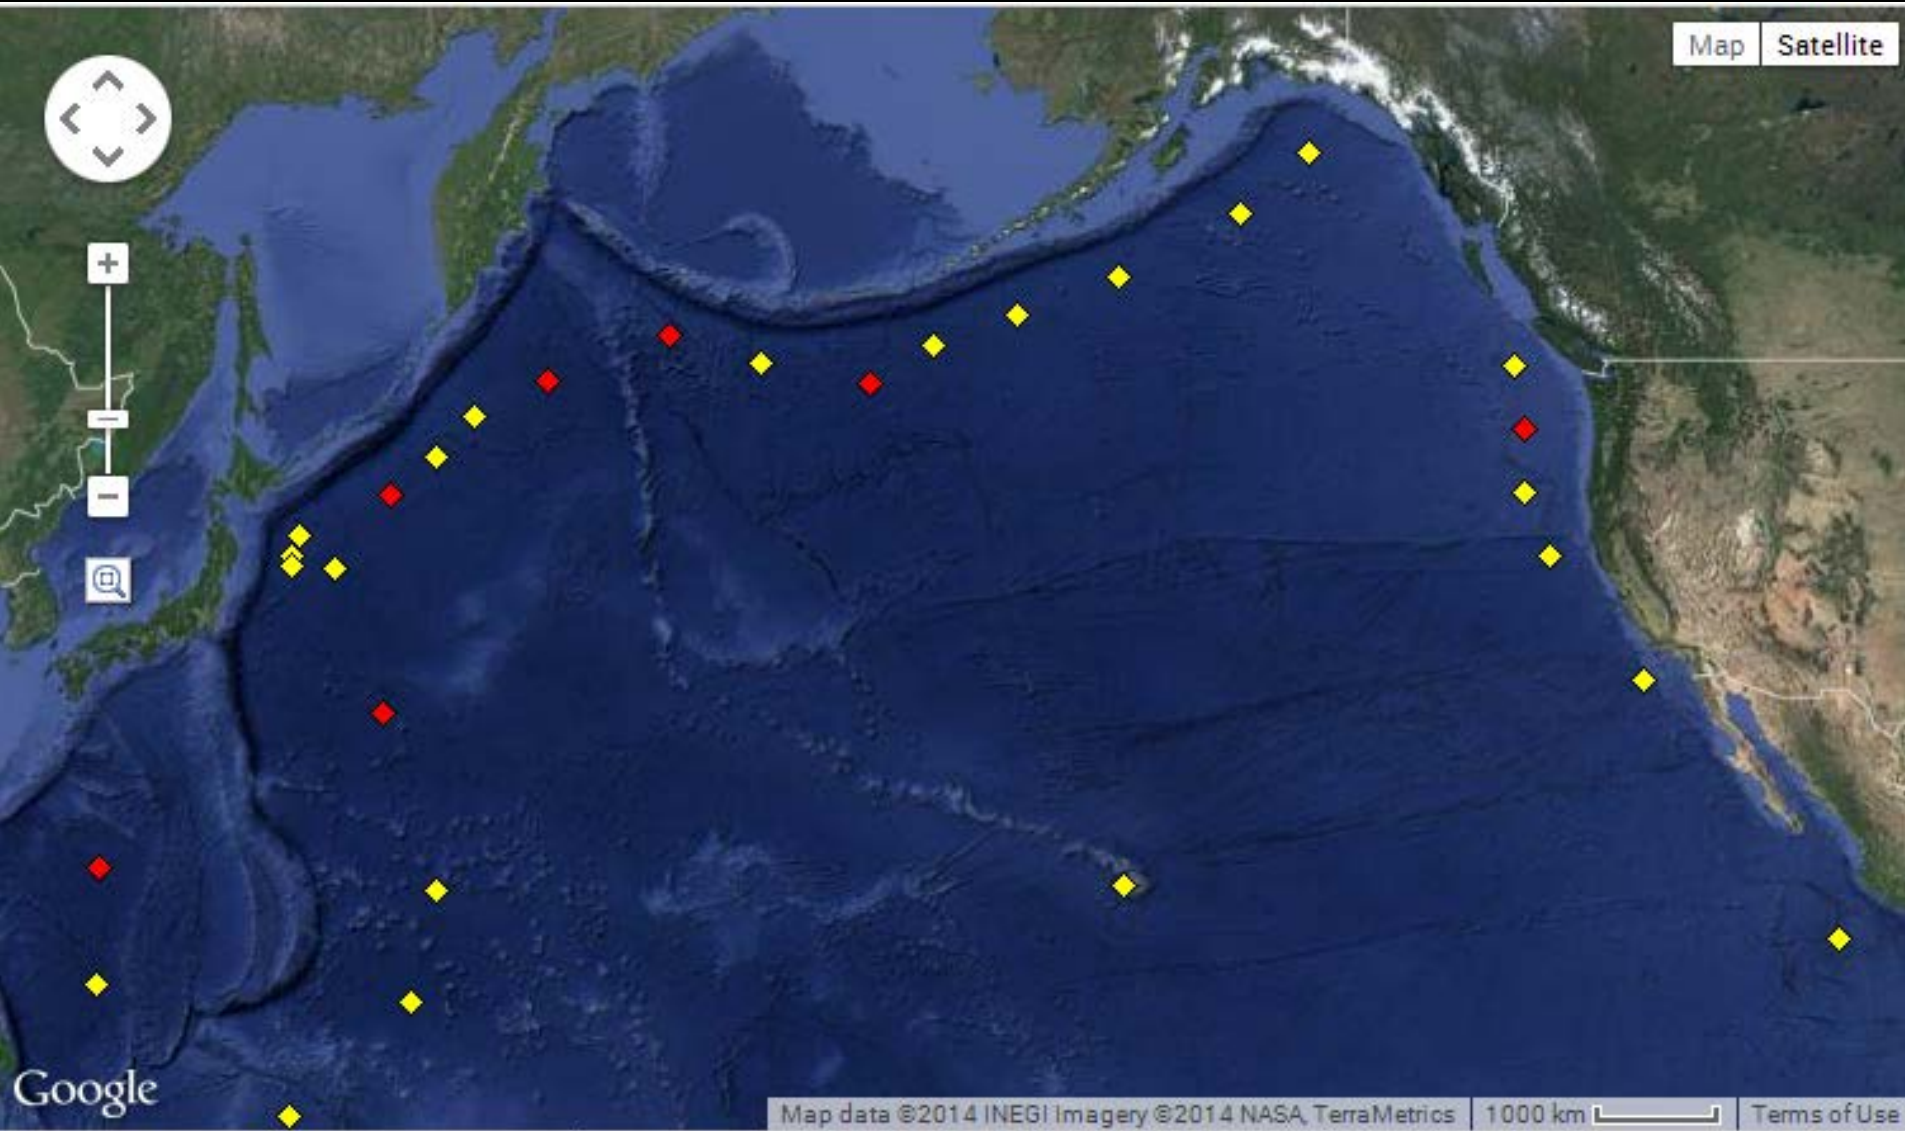 Map Satellite
Google
Map data ©2014 INEGI Imagery ©2014 NASA, TerraMetrics 1000 km Terms of Use